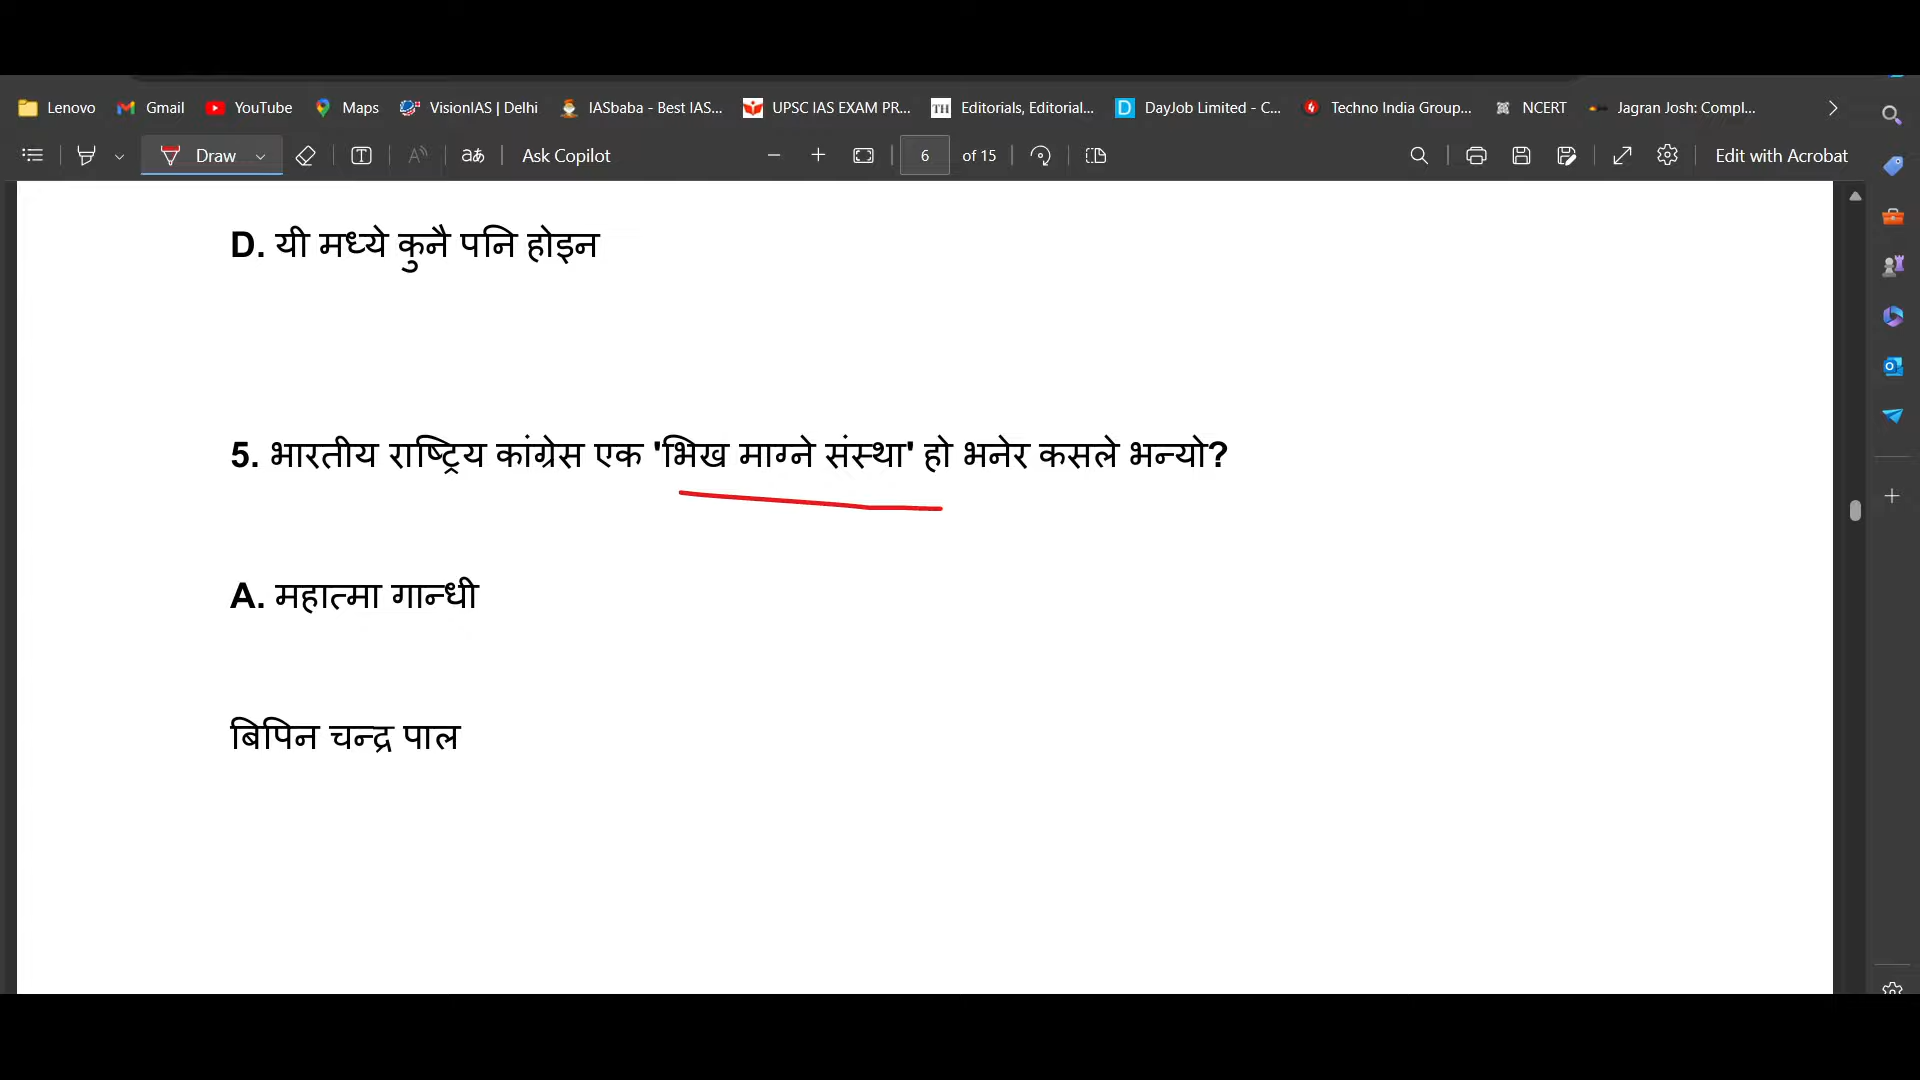 Lenovo Gmail YouTube Maps VisionIAS | Delhi IASbaba - Best IAS... UPSC IAS EXAM PR... Editorials, Editorial... DayJob Limited - C... Techno India Group,... NCERT Jagran Josh: Compl...
Draw Ask Copilot 6 of 15 Edit with Acrobat
D. यी मध्ये कुनै पनि होइन
5. भारतीय राष्ट्रिय कांग्रेस एक 'भिख माग्ने संस्था' हो भनेर कसले भन्यो?
A. महात्मा गान्धी
बिपिन चन्द्र पाल